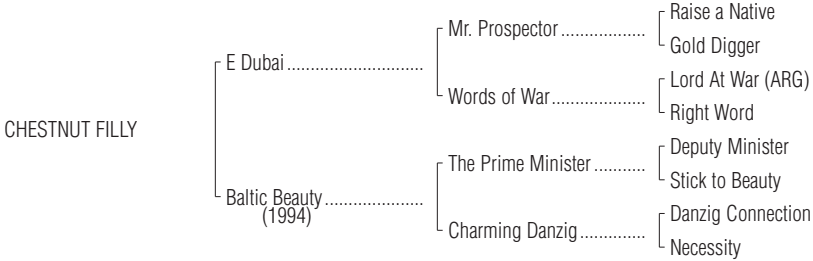 Raise a Native
Mr. Prospector ..................
Gold Digger
E Dubai .............................
Lord At War (ARG)
Words of War....................
Right Word
CHESTNUT FILLY
Deputy Minister
The Prime Minister ...........
Stick to Beauty
Baltic Beauty .....................
(1994)
Danzig Connection
Charming Danzig..............
Necessity